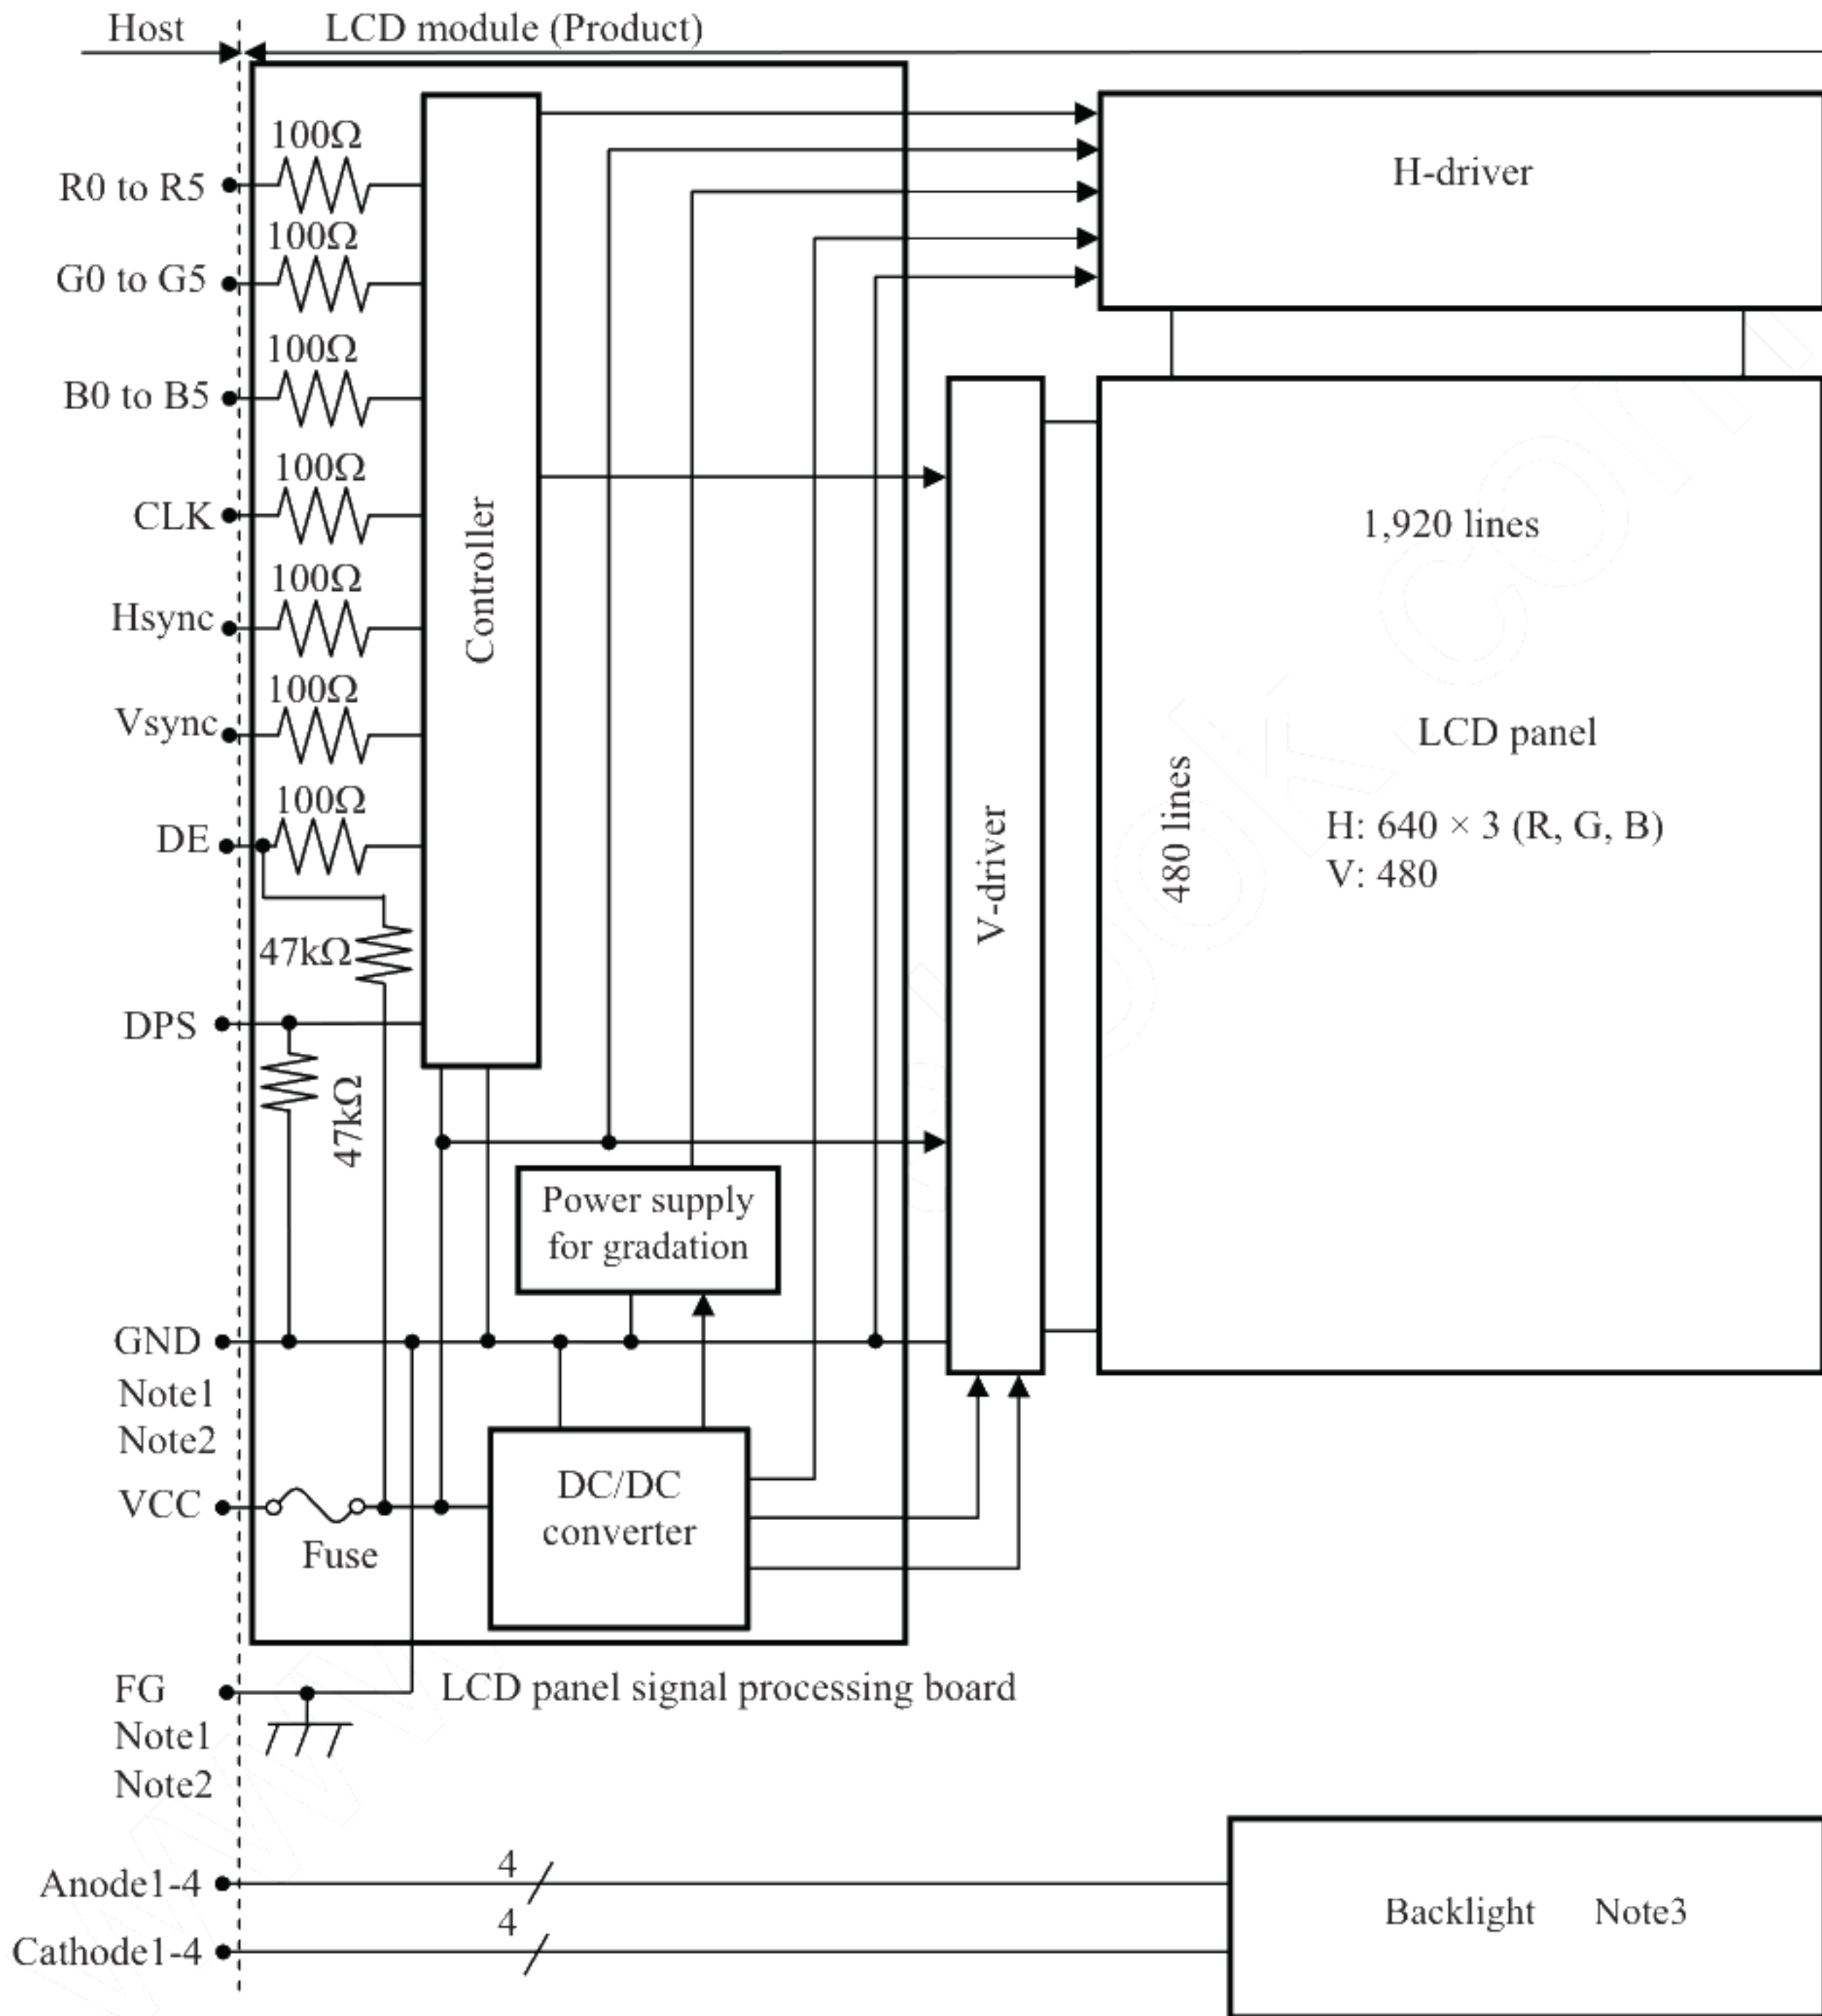 Host
LCD module (Product)
100Ω
R0 to R5
H-driver
100Ω
G0 to G5
100Ω
B0 to B5
100Ω
CLK
1,920 lines
Controller
100Ω
Hsync
100Ω
Vsync
LCD panel
100Ω
DE
480 lines
H: 640 × 3 (R, G, B)
V: 480
V-driver
47kΩ
DPS
47kΩ
Power supply
for gradation
GND
Note1
Note2
VCC
DC/DC
converter
Fuse
FG
LCD panel signal processing board
Note1
Note2
4
Anode1-4
Backlight Note3
4
Cathode1-4